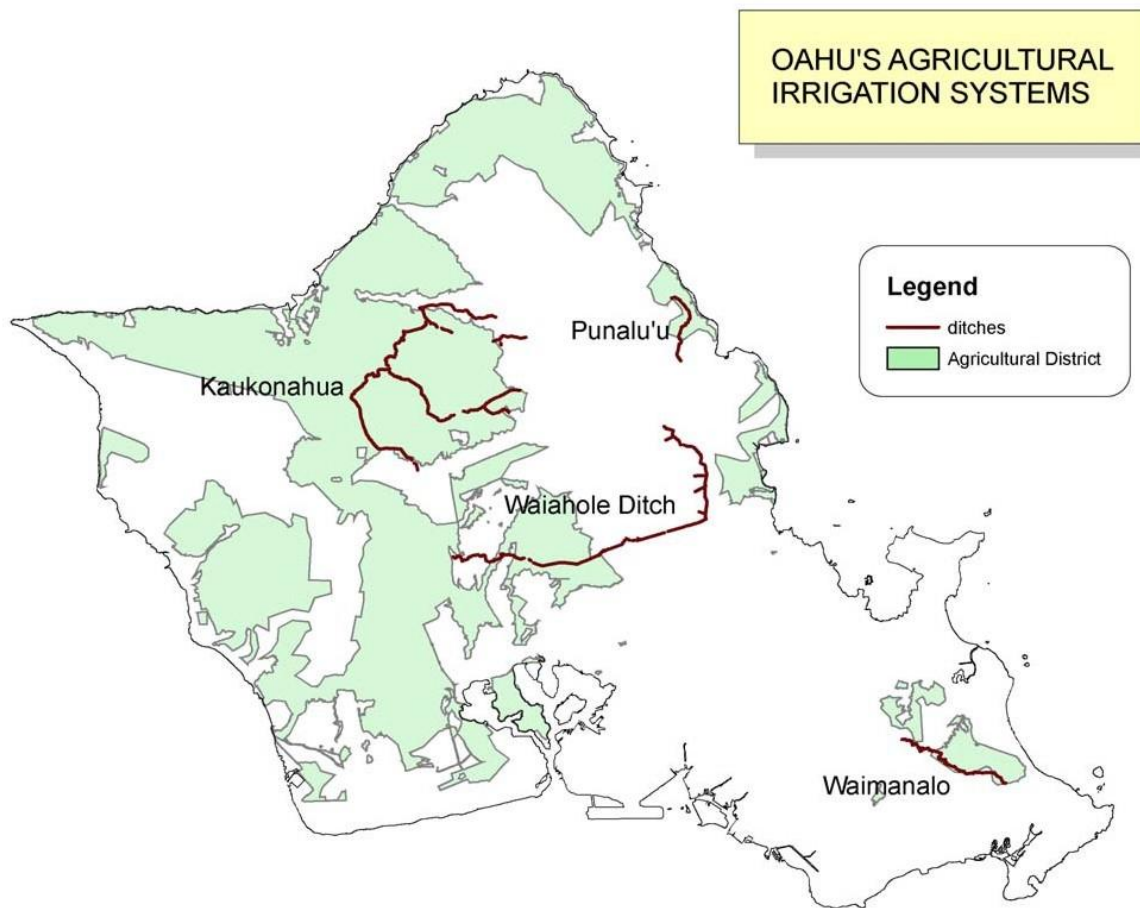 OAHU'S AGRICULTURAL
IRRIGATION SYSTEMS
Legend
ditches
Agricultural District
Punalu'u
Kaukonahua
Waiahole Ditch
Waimanalo